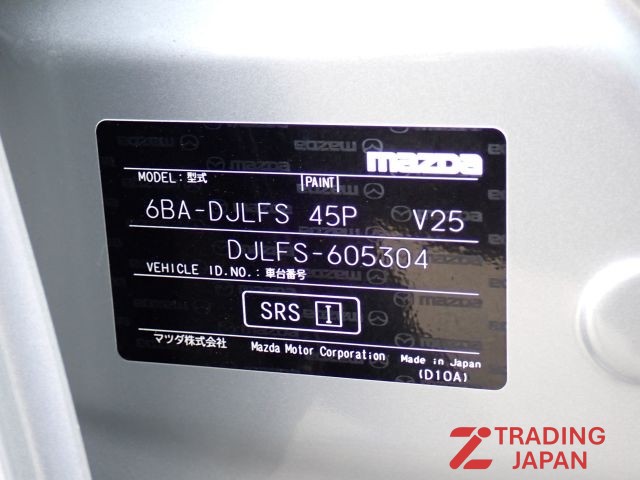 mazda
MODEL: 型式 PAINT
6BA-DJLFS 45P V25
DJLFS-605304
VEHICLE ID.NO.: 車台番号
SRS I
マツダ株式会社 Mazda Motor Corporation Made in Japan
(D10A)
TRADING
JAPAN